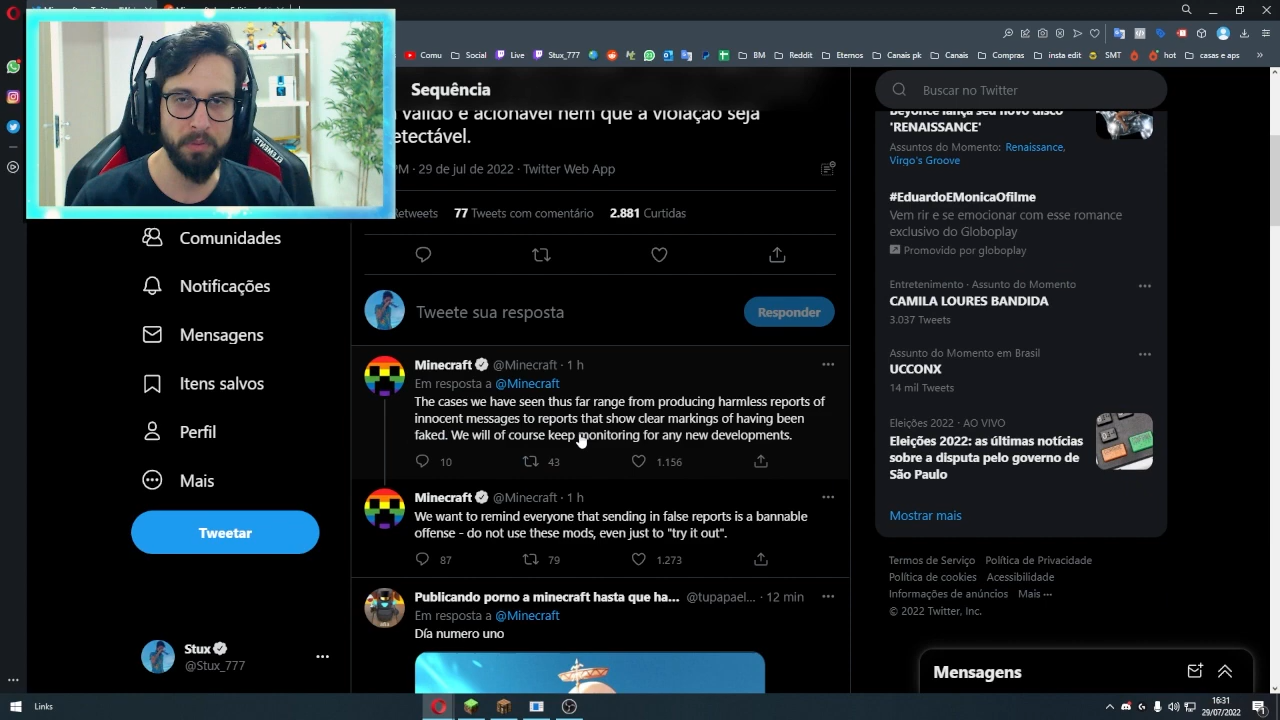 Comu
Social
Live
Stux_777
BM
Reddit
Eternos
Canais pk
Canais
Compras
insta edit
SMT
hot
casas e aps
Sequência
valido e acionável nem que a violação seja
etectável.
PM · 29 de jul de 2022 · Twitter Web App
Retweets 77 Tweets com comentário 2.881 Curtidas
Tweete sua resposta
Responder
Minecraft @Minecraft · 1 h
Em resposta a @Minecraft
The cases we have seen thus far range from producing harmless reports of
innocent messages to reports that show clear markings of having been
faked. We will of course keep monitoring for any new developments.
10 43 1.156
Minecraft @Minecraft · 1 h
We want to remind everyone that sending in false reports is a bannable
offense - do not use these mods, even just to "try it out".
87 79 1.273
Publicando porno a minecraft hasta que ha... @tupapael... · 12 min
Em resposta a @Minecraft
Día numero uno
Comunidades
Notificações
Mensagens
Itens salvos
Perfil
Mais
Tweetar
Stux
@Stux_777
Buscar no Twitter
Beyoncé lança seu novo disco
'RENAISSANCE'
Assuntos do Momento: Renaissance,
Virgo's Groove
#EduardoEMonicaOfilme
Vem rir e se emocionar com esse romance
exclusivo do Globoplay
Promovido por globoplay
Entretenimento · Assunto do Momento
CAMILA LOURES BANDIDA
3.037 Tweets
Assunto do Momento em Brasil
UCCONX
14 mil Tweets
Eleições 2022 · AO VIVO
Eleições 2022: as últimas notícias
sobre a disputa pelo governo de
São Paulo
Mostrar mais
Termos de Serviço Política de Privacidade
Política de cookies Acessibilidade
Informações de anúncios Mais ···
© 2022 Twitter, Inc.
Mensagens
ELEMENTS
Links
16:31
29/07/2022